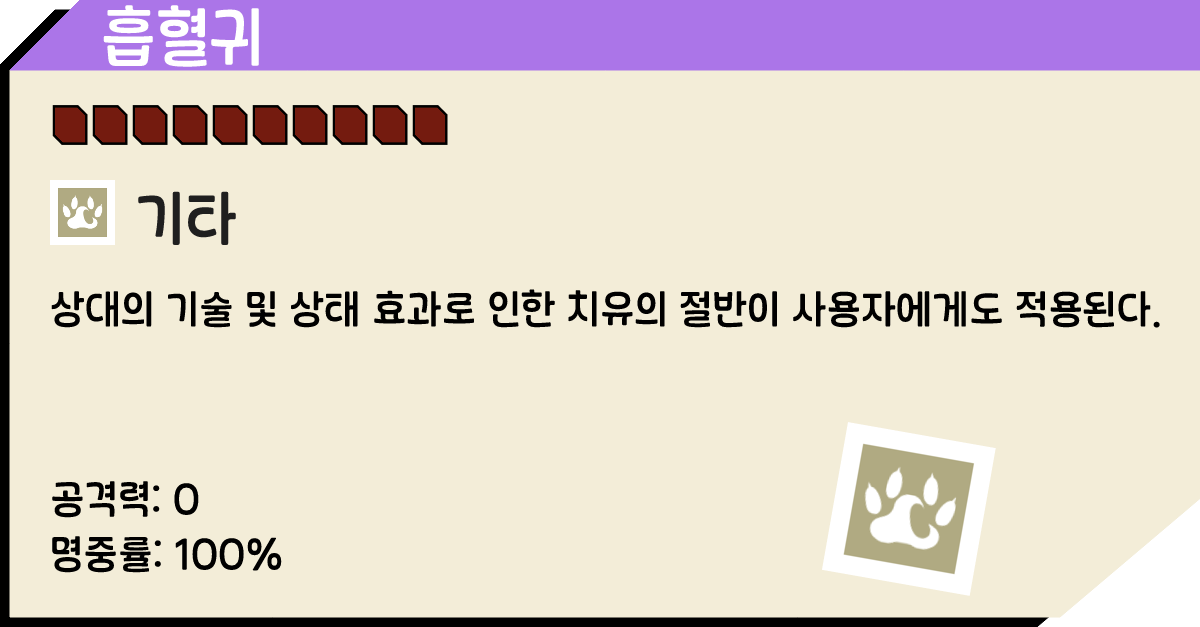 흡혈귀
기타
상대의 기술 및 상태 효과로 인한 치유의 절반이 사용자에게도 적용된다.
공격력: 0
명중률: 100%